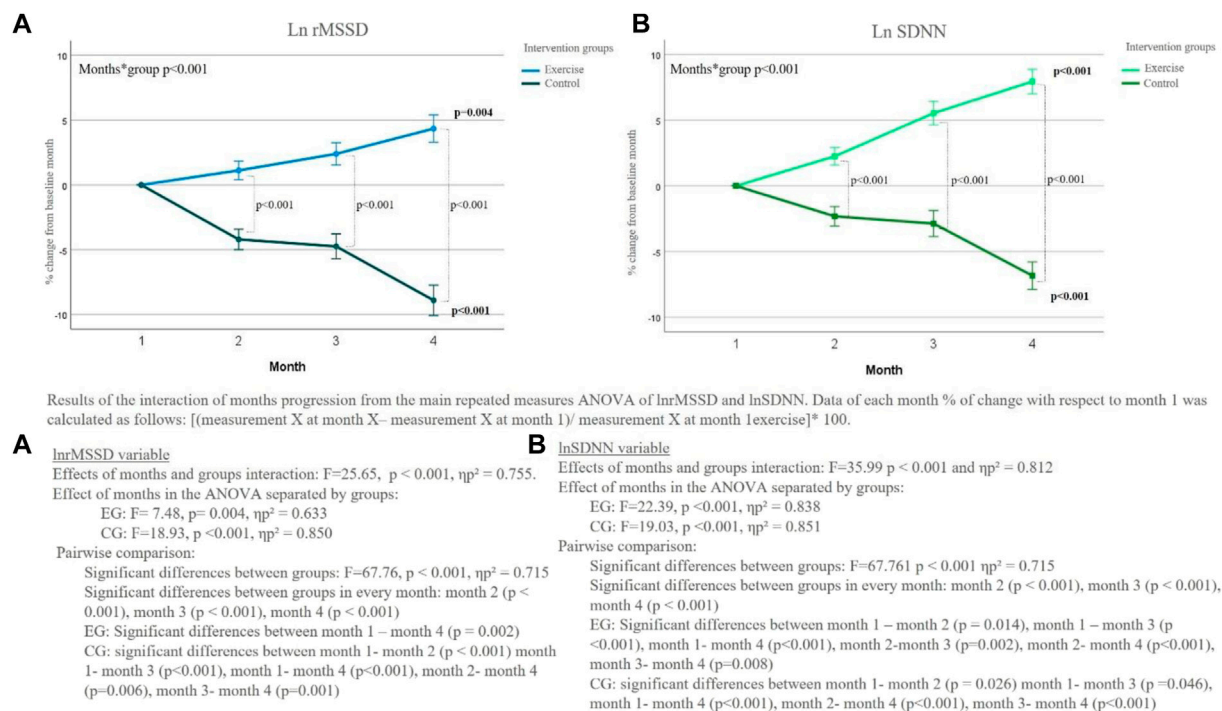 A
Ln rMSSD
10
5
0
-5
-10
% change from baseline month
Months*group p<0.001
Intervention groups
Exercise
Control
p=0.004
p<0.001
p<0.001
p<0.001
p<0.001
1
2
3
4
Month
B
Ln SDNN
10
5
0
-5
-10
% change from baseline month
Months*group p<0.001
Intervention groups
Exercise
Control
p<0.001
p<0.001
p<0.001
p<0.001
p<0.001
1
2
3
4
Month
Results of the interaction of months progression from the main repeated measures ANOVA of lnrMSSD and lnSDNN. Data of each month % of change with respect to month 1 was
calculated as follows: [(measurement X at month X– measurement X at month 1)/ measurement X at month 1exercise]* 100.
A
lnrMSSD variable
Effects of months and groups interaction: F=25.65, p < 0.001, ηp² = 0.755.
Effect of months in the ANOVA separated by groups:
EG: F= 7.48, p= 0.004, ηp² = 0.633
CG: F=18.93, p <0.001, ηp² = 0.850
Pairwise comparison:
Significant differences between groups: F=67.76, p < 0.001, ηp² = 0.715
Significant differences between groups in every month: month 2 (p <
0.001), month 3 (p < 0.001), month 4 (p < 0.001)
EG: Significant differences between month 1 – month 4 (p = 0.002)
CG: significant differences between month 1- month 2 (p < 0.001) month
1- month 3 (p<0.001), month 1- month 4 (p<0.001), month 2- month 4
(p=0.006), month 3- month 4 (p=0.001)
B
lnSDNN variable
Effects of months and groups interaction: F=35.99 p < 0.001 and ηp² = 0.812
Effect of months in the ANOVA separated by groups:
EG: F=22.39, p <0.001, ηp² = 0.838
CG: F=19.03, p <0.001, ηp² = 0.851
Pairwise comparison:
Significant differences between groups: F=67.761 p < 0.001 ηp² = 0.715
Significant differences between groups in every month: month 2 (p < 0.001), month 3 (p < 0.001),
month 4 (p < 0.001)
EG: Significant differences between month 1 – month 2 (p = 0.014), month 1 – month 3 (p
<0.001), month 1- month 4 (p<0.001), month 2-month 3 (p=0.002), month 2- month 4 (p<0.001),
month 3- month 4 (p=0.008)
CG: significant differences between month 1- month 2 (p = 0.026) month 1- month 3 (p =0.046),
month 1- month 4 (p<0.001), month 2- month 4 (p<0.001), month 3- month 4 (p<0.001)